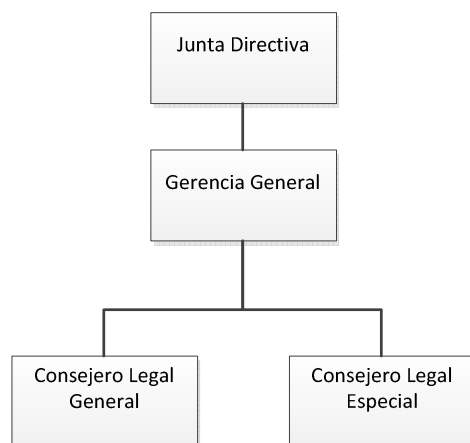 Junta Directiva
Gerencia General
Consejero Legal
General
Consejero Legal
Especial